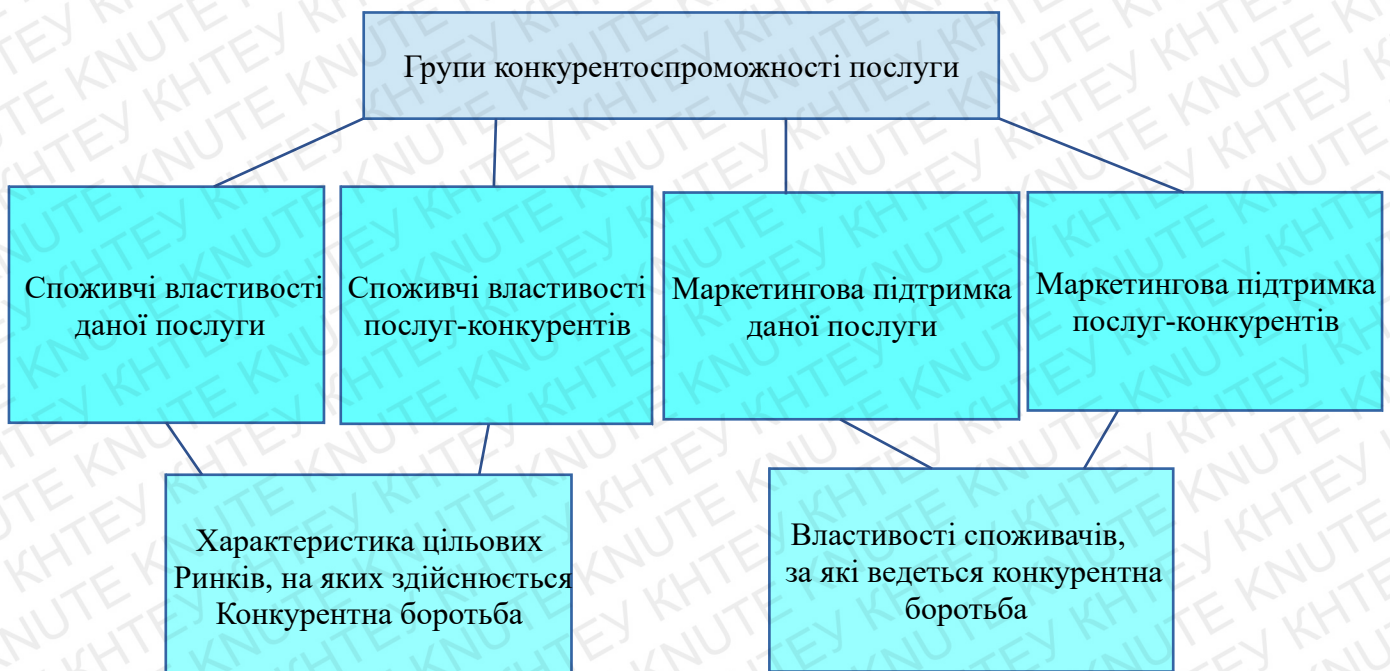 Групи конкурентоспроможності послуги
Споживчі властивості
даної послуги
Споживчі властивості
послуг-конкурентів
Маркетингова підтримка
даної послуги
Маркетингова підтримка
послуг-конкурентів
Характеристика цільових
Ринків, на яких здійснюється
Конкурентна боротьба
Властивості споживачів,
за які ведеться конкурентна
боротьба